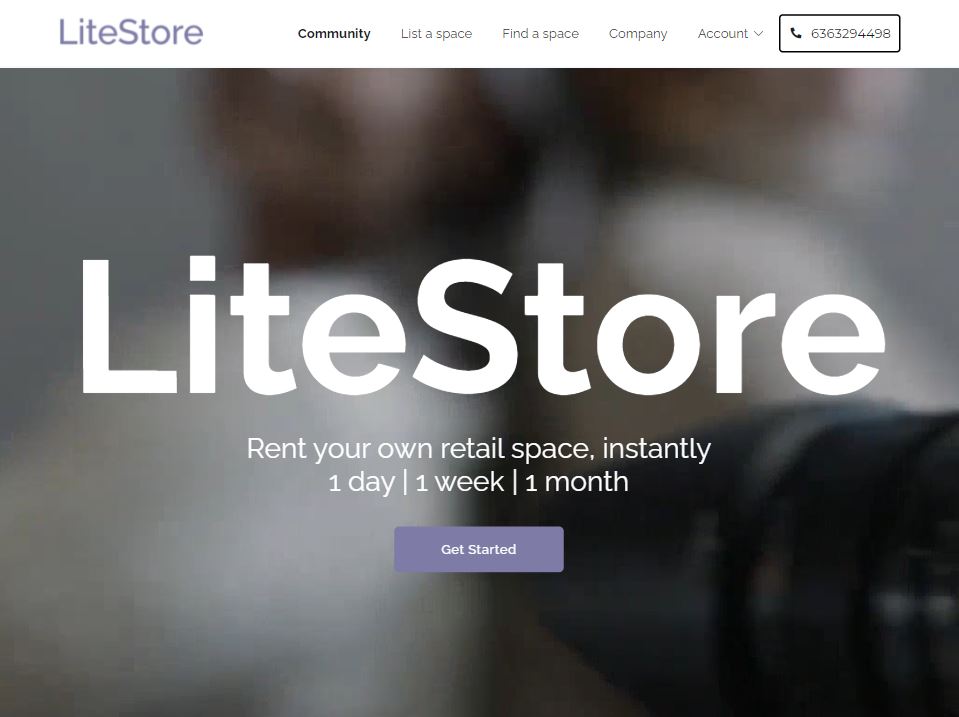 LiteStore
Community List a space Find a space Company Account 6363294498
LiteStore
Rent your own retail space, instantly
1 day | 1 week | 1 month
Get Started